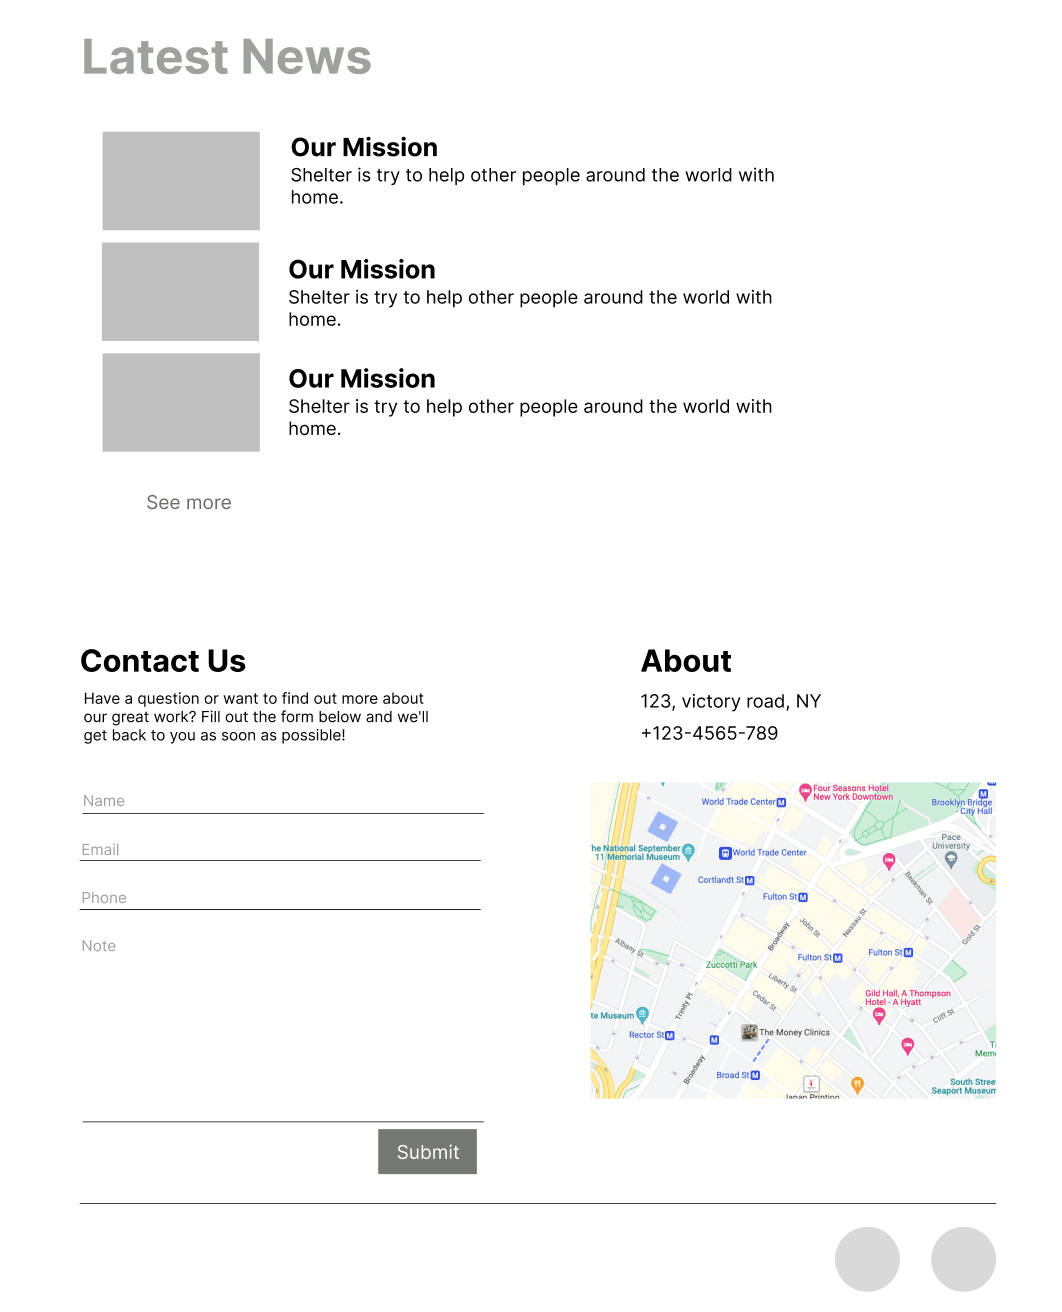 Latest News
Our Mission
Shelter is try to help other people around the world with
home.
Our Mission
Shelter is try to help other people around the world with
home.
Our Mission
Shelter is try to help other people around the world with
home.
See more
Contact Us
Have a question or want to find out more about
our great work? Fill out the form below and we'll
get back to you as soon as possible!
Name
Email
Phone
Note
Submit
About
123, victory road, NY
+123-4565-789
Four Seasons Hotel
New York Downtown
World Trade Center M
M
Brooklyn Bridge
- City Hall
Pace
University
The National September
11 Memorial Museum
World Trade Center
Cortlandt St M
Fulton St M
Beekman St
Nassau St
John St
Broadway
Gold St
Albany St
Fulton St M
Fulton St M
Zuccotti Park
Liberty St
Cedar St
Trinity Pl
Gild Hall, A Thompson
Hotel - A Hyatt
Cliff St
te Museum
Rector St M
M
The Money Clinics
Broadway
Broad St M
South Stree
Seaport Museum
Japan Printing